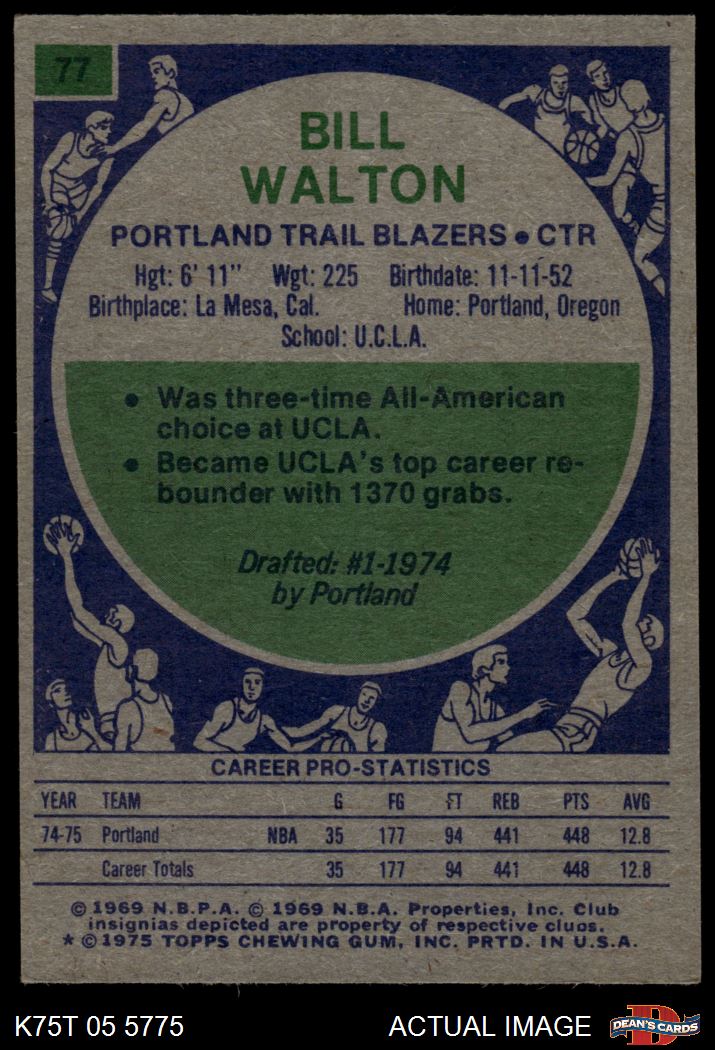 77
BILL
WALTON
PORTLAND TRAIL BLAZERS • CTR
Hgt: 6' 11" Wgt: 225 Birthdate: 11-11-52
Birthplace: La Mesa, Cal. Home: Portland, Oregon
School: U.C.L.A.
• Was three-time All-American
choice at UCLA.
• Became UCLA's top career re-
bounder with 1370 grabs.
Drafted: #1-1974
by Portland
CAREER PRO-STATISTICS
YEAR TEAM G FG FT REB PTS AVG
74-75 Portland NBA 35 177 94 441 448 12.8
Career Totals 35 177 94 441 448 12.8
© 1969 N.B.P.A. © 1969 N.B.A. Properties, Inc. Club
insignias depicted are property of respective clubs.
* © 1975 TOPPS CHEWING GUM, INC. PRTD. IN U.S.A.
K75T 05 5775 ACTUAL IMAGE D DEAN'S CARDS